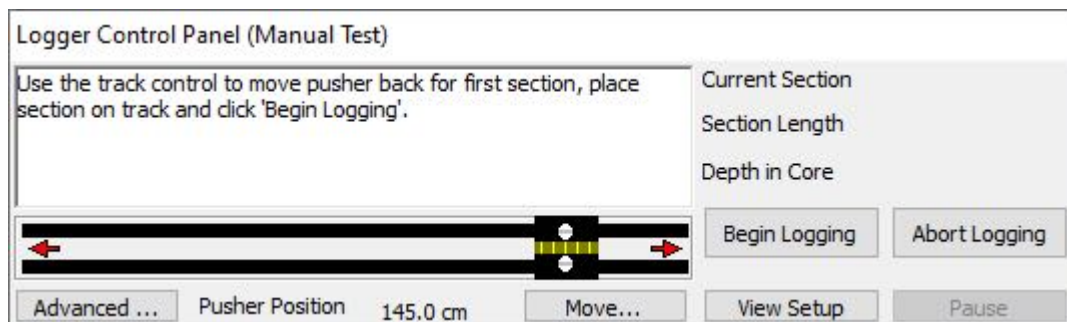 Logger Control Panel (Manual Test)
Use the track control to move pusher back for first section, place
section on track and click 'Begin Logging'.
Current Section
Section Length
Depth in Core
Begin Logging
Abort Logging
Advanced ...
Pusher Position
145.0 cm
Move...
View Setup
Pause